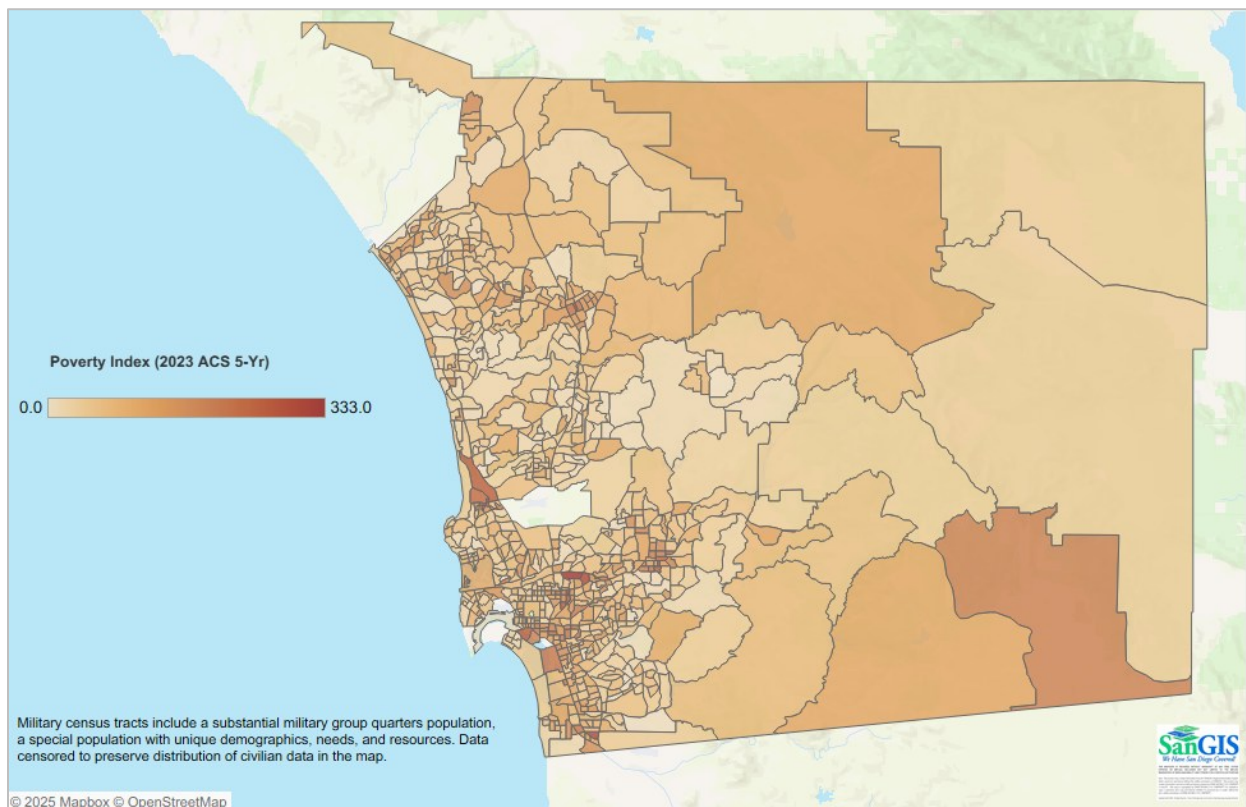 Poverty Index (2023 ACS 5-Yr)
0.0
333.0
Military census tracts include a substantial military group quarters population,
a special population with unique demographics, needs, and resources. Data
censored to preserve distribution of civilian data in the map.
SanGIS
We Have San Diego Covered!
© 2025 Mapbox © OpenStreetMap